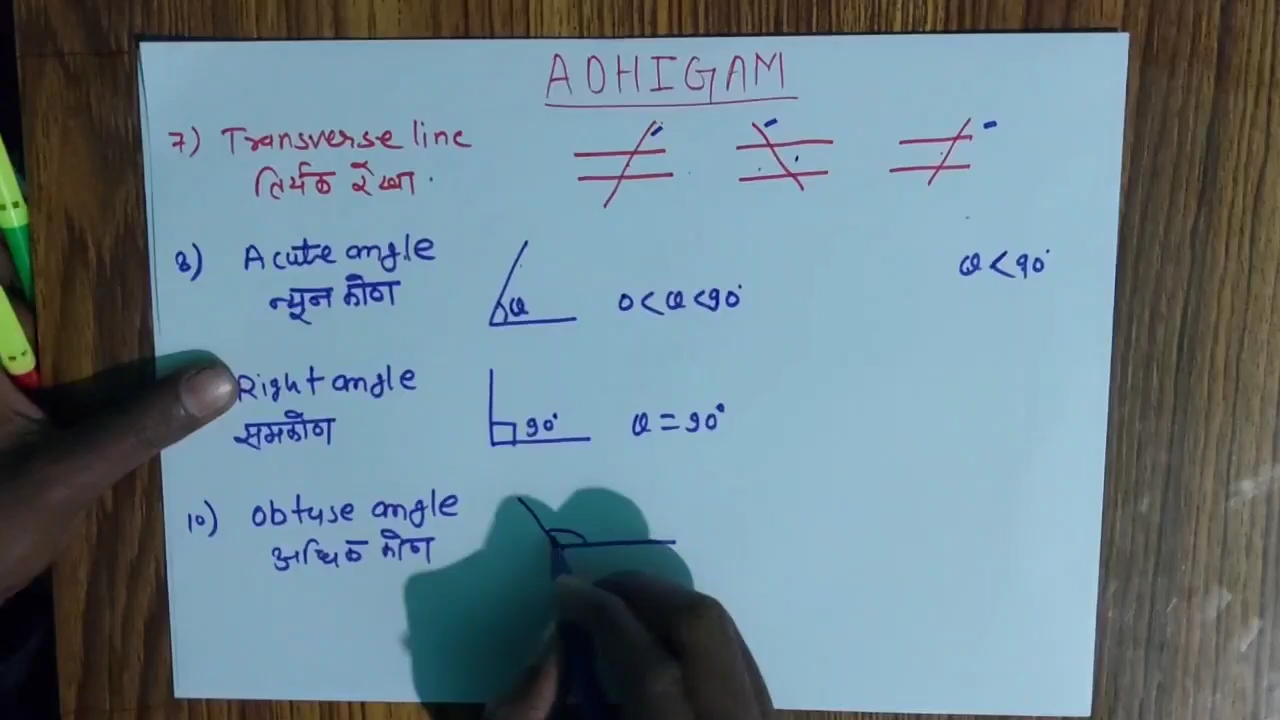 ADHIGAM
7) Transverse line
तिर्यक रेखा
8) Acute angle
न्यून कोण
θ
0 < θ < 90°
θ < 90°
Right angle
समकोण
90°
θ = 90°
10) Obtuse angle
अधिक कोण